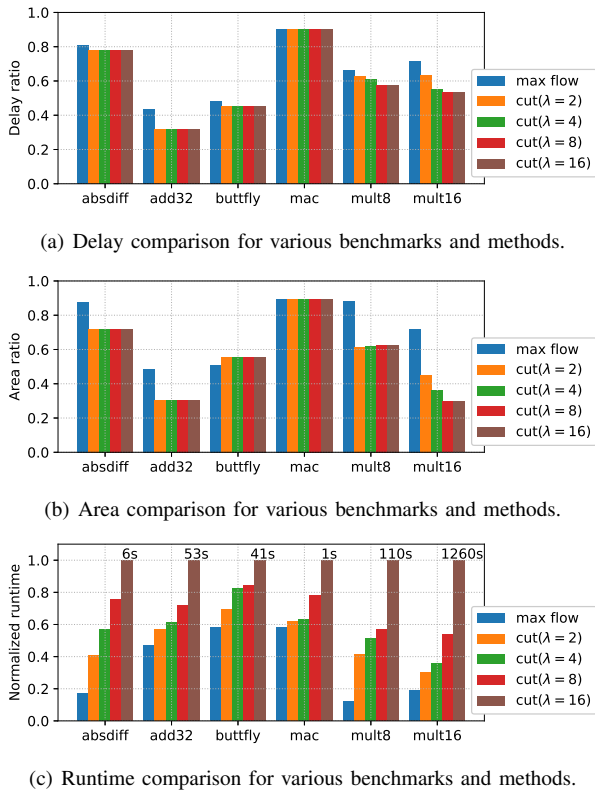 1.0
0.8
0.6
0.4
0.2
0.0
Delay ratio
absdiff add32 buttfly mac mult8 mult16
max flow
cut(λ = 2)
cut(λ = 4)
cut(λ = 8)
cut(λ = 16)
(a) Delay comparison for various benchmarks and methods.
1.0
0.8
0.6
0.4
0.2
0.0
Area ratio
absdiff add32 buttfly mac mult8 mult16
max flow
cut(λ = 2)
cut(λ = 4)
cut(λ = 8)
cut(λ = 16)
(b) Area comparison for various benchmarks and methods.
6s 53s 41s 1s 110s 1260s
1.0
0.8
0.6
0.4
0.2
0.0
Normalized runtime
absdiff add32 buttfly mac mult8 mult16
max flow
cut(λ = 2)
cut(λ = 4)
cut(λ = 8)
cut(λ = 16)
(c) Runtime comparison for various benchmarks and methods.